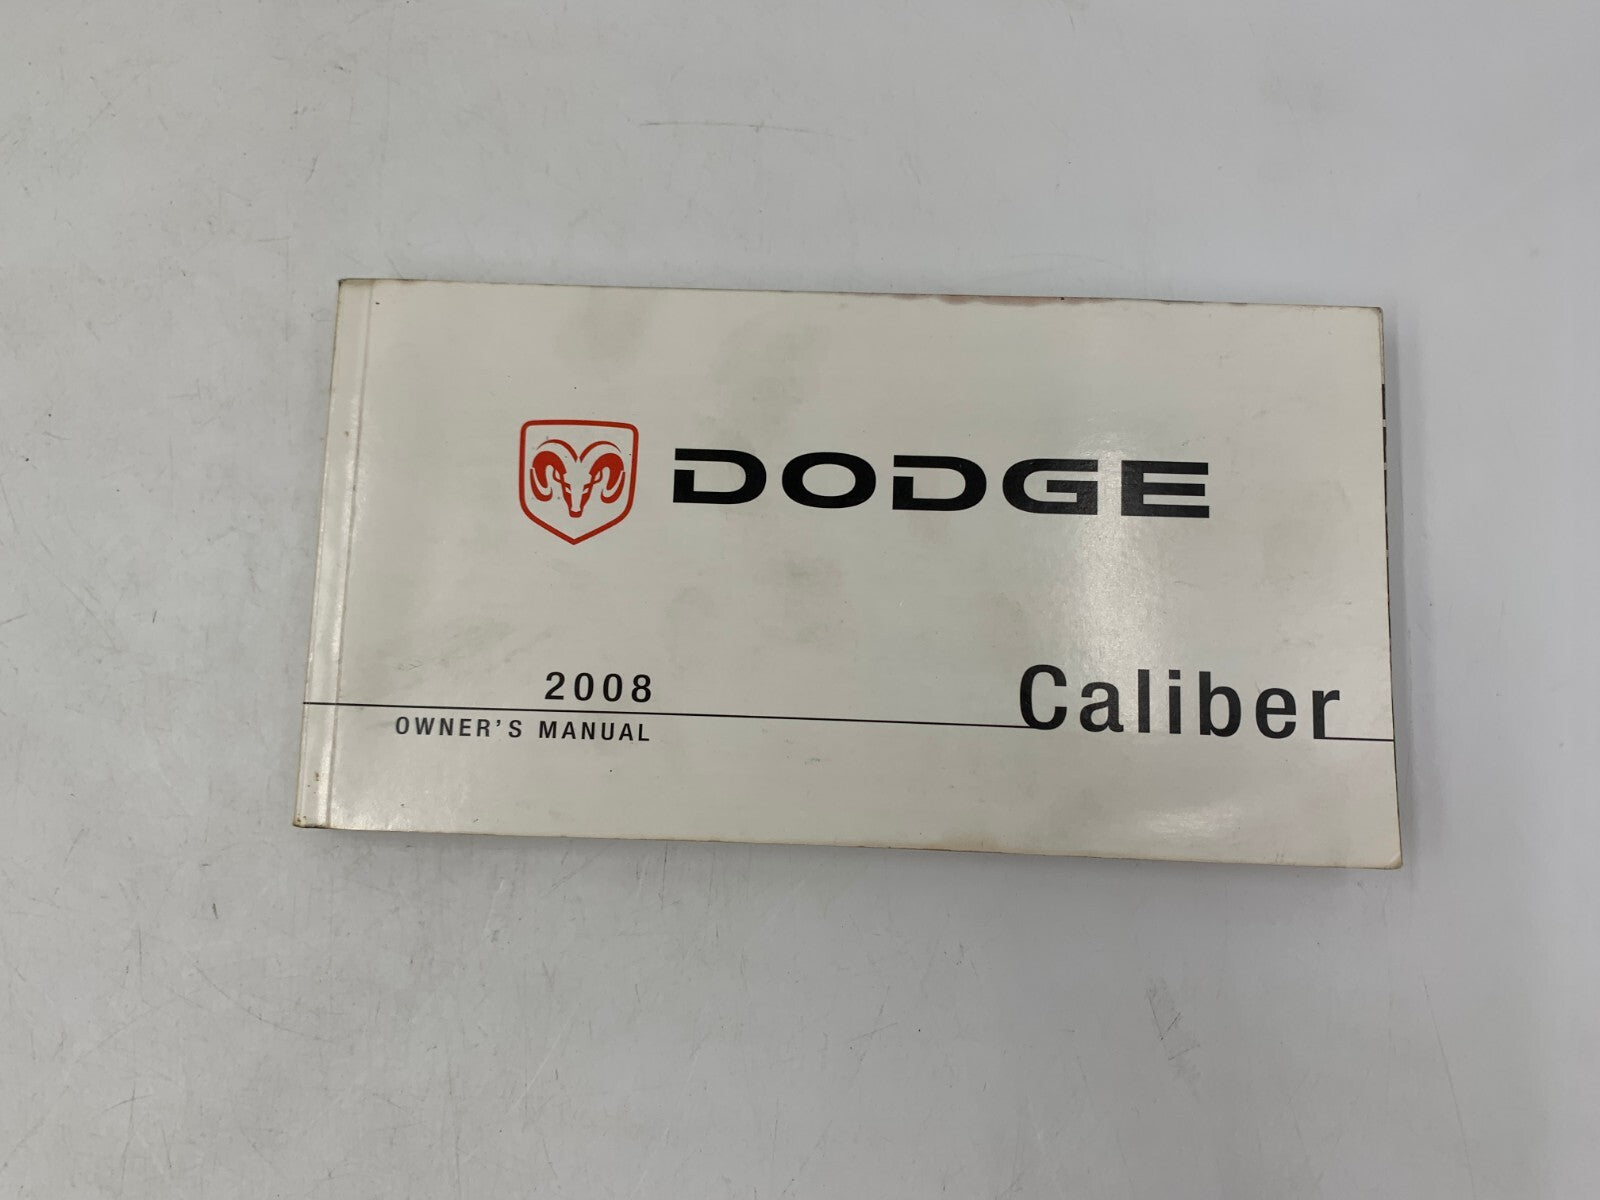 DODGE
2008
OWNER'S MANUAL
Caliber